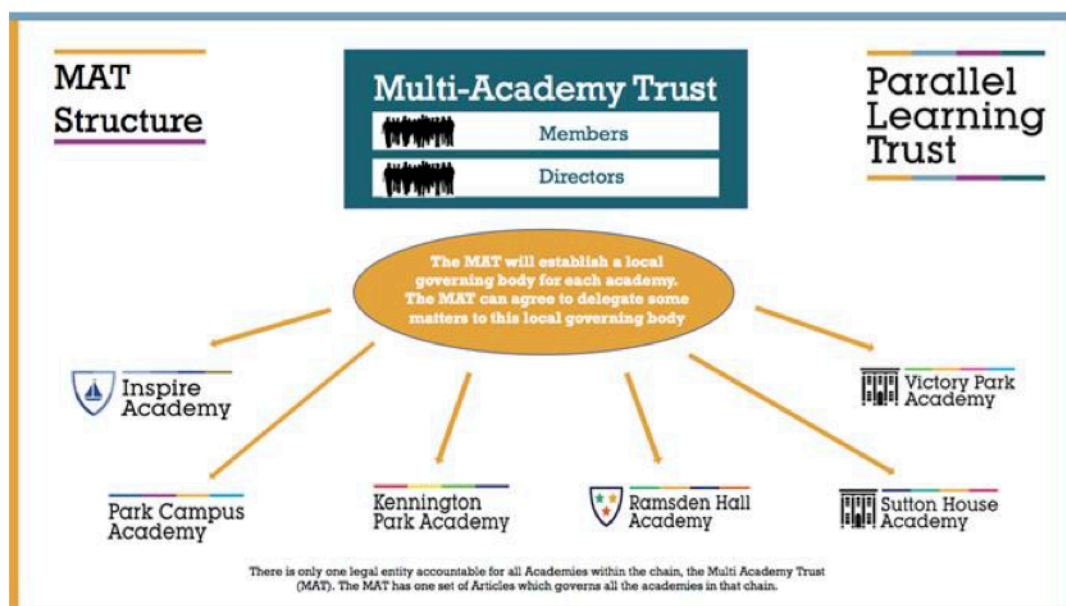 MAT
Structure
Multi-Academy Trust
Members
Directors
Parallel
Learning
Trust
The MAT will establish a local
governing body for each academy.
The MAT can agree to delegate some
matters to this local governing body
Inspire
Academy
Victory Park
Academy
Park Campus
Academy
Kennington
Park Academy
Ramsden Hall
Academy
Sutton House
Academy
There is only one legal entity accountable for all Academies within the chain, the Multi Academy Trust
(MAT). The MAT has one set of Articles which governs all the academies in that chain.